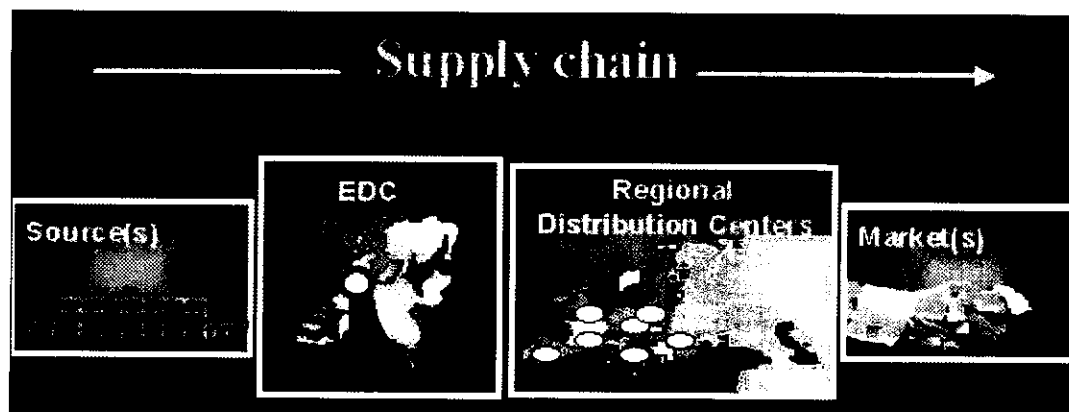 Supply chain
Source(s)
EDC
Regional
Distribution Centers
Market(s)